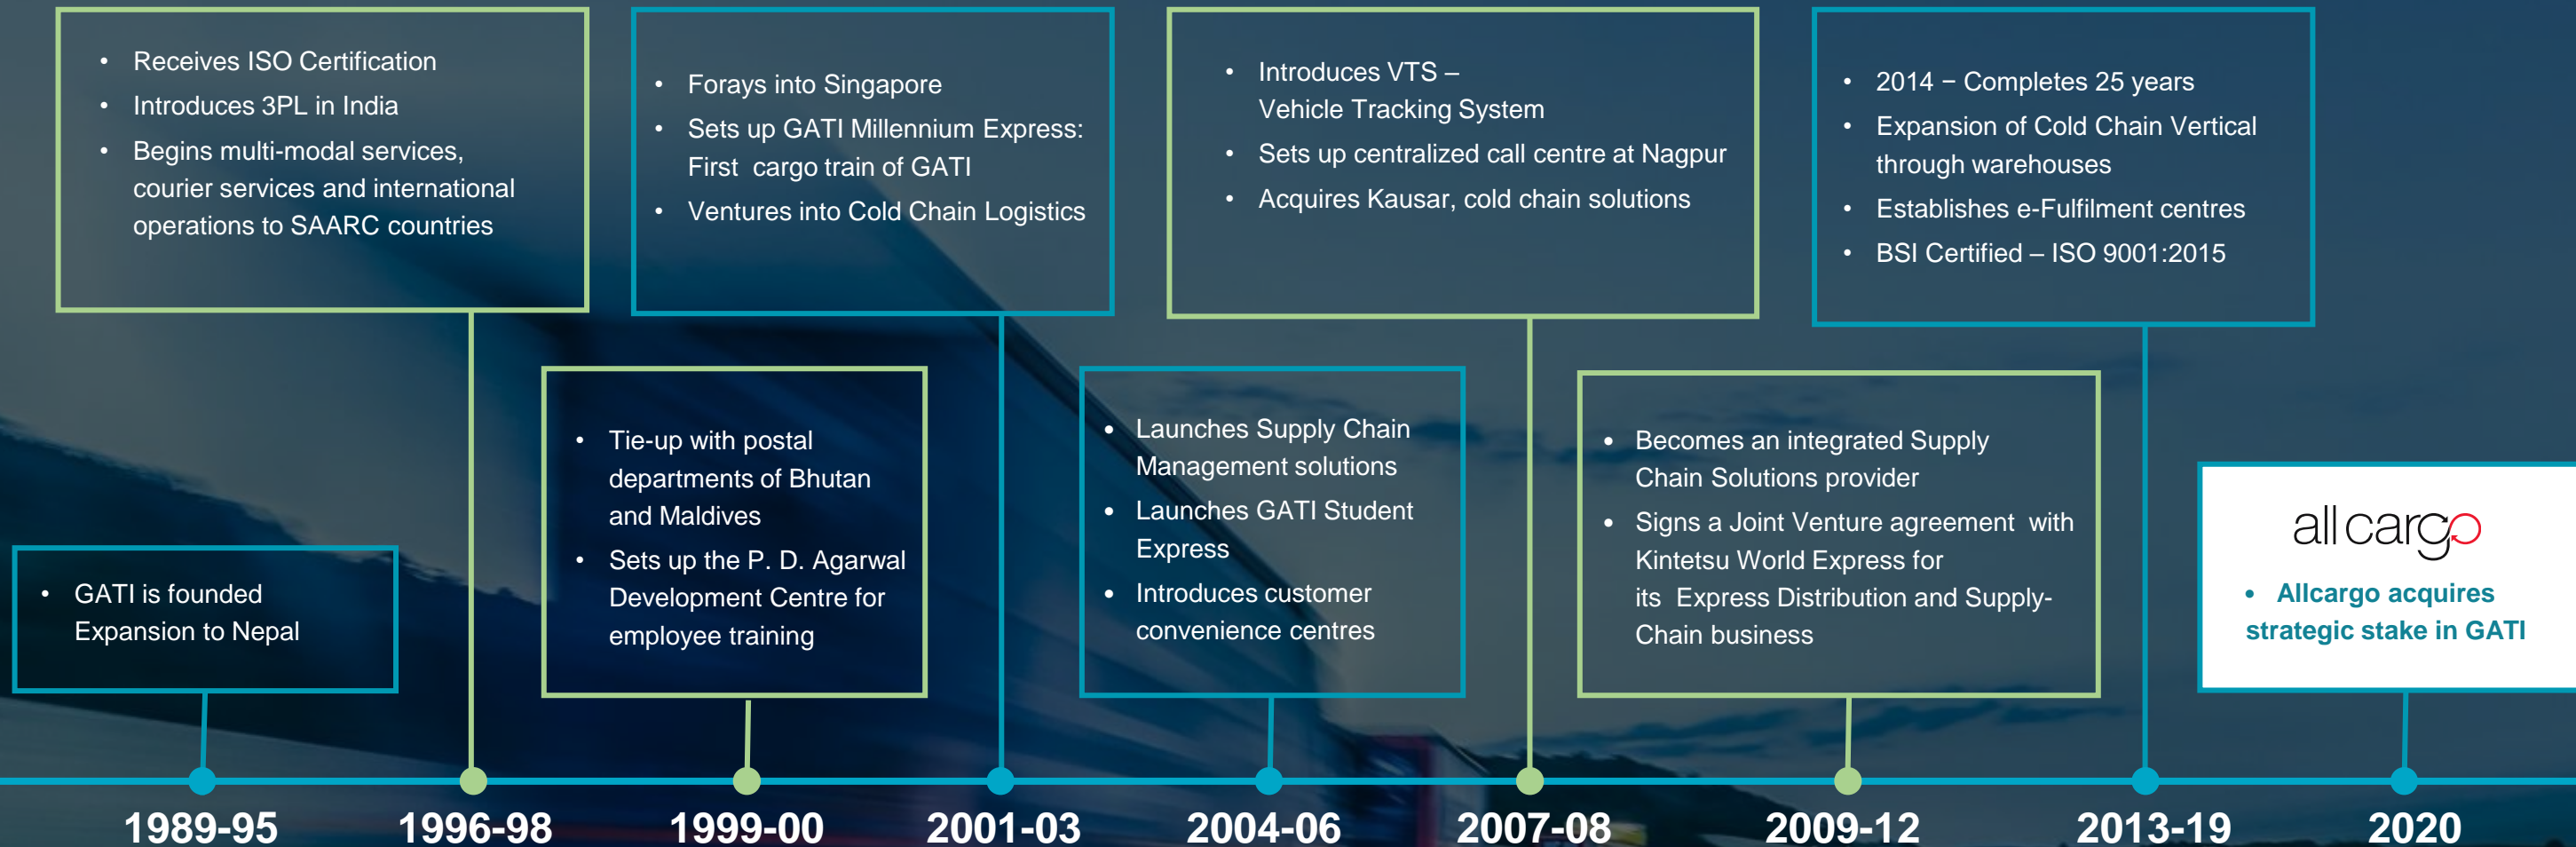 • Receives ISO Certification
• Introduces 3PL in India
• Begins multi-modal services,
courier services and international
operations to SAARC countries
• Forays into Singapore
• Sets up GATI Millennium Express:
First cargo train of GATI
• Ventures into Cold Chain Logistics
• Introduces VTS –
Vehicle Tracking System
• Sets up centralized call centre at Nagpur
• Acquires Kausar, cold chain solutions
• 2014 – Completes 25 years
• Expansion of Cold Chain Vertical
through warehouses
• Establishes e-Fulfilment centres
• BSI Certified – ISO 9001:2015
• GATI is founded
Expansion to Nepal
• Tie-up with postal
departments of Bhutan
and Maldives
• Sets up the P. D. Agarwal
Development Centre for
employee training
• Launches Supply Chain
Management solutions
• Launches GATI Student
Express
• Introduces customer
convenience centres
• Becomes an integrated Supply
Chain Solutions provider
• Signs a Joint Venture agreement with
Kintetsu World Express for
its Express Distribution and Supply-
Chain business
allcargo
• Allcargo acquires
strategic stake in GATI
1989-95
1996-98
1999-00
2001-03
2004-06
2007-08
2009-12
2013-19
2020